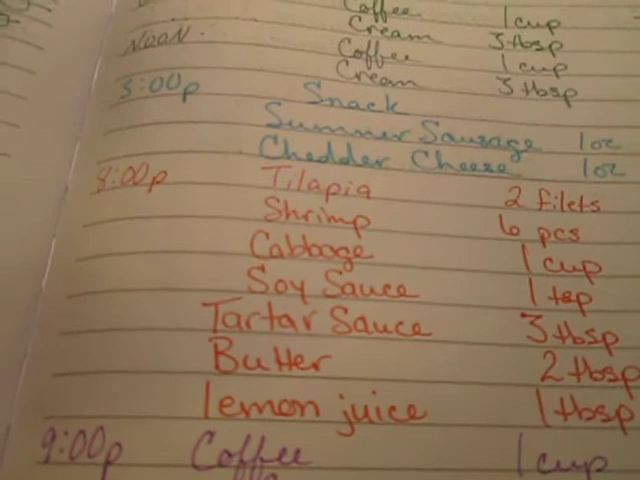 Coffee 1 cup
Cream 3 tbsp
NOON. Coffee 1 cup
Cream 3 tbsp
3:00p Snack
Summer Sausage 1oz
Chedder Cheeze 1oz
8:00p Tilapia 2 filets
Shrimp 6 pcs
Cabbage 1 cup
Soy Sauce 1 tsp
Tartar Sauce 3 tbsp
Butter 2 tbsp
lemon juice 1 tbsp
9:00p Coffee 1 cup